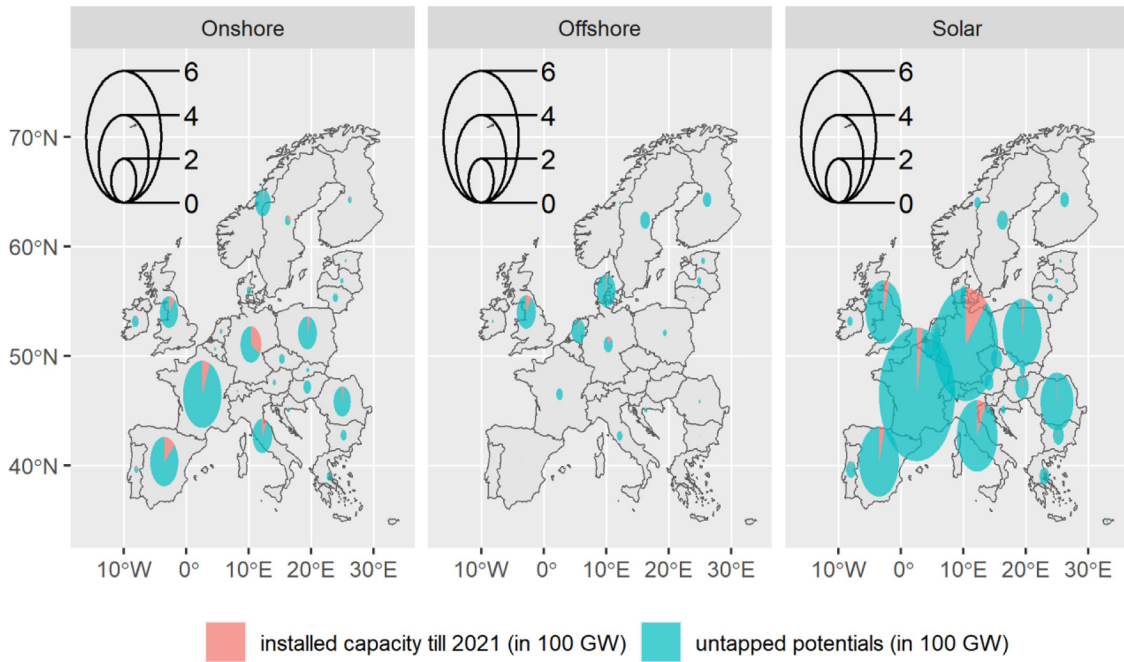 Onshore
Offshore
Solar
6
4
2
0
6
4
2
0
6
4
2
0
70°N
60°N
50°N
40°N
10°W 0° 10°E 20°E 30°E
10°W 0° 10°E 20°E 30°E
10°W 0° 10°E 20°E 30°E
installed capacity till 2021 (in 100 GW)
untapped potentials (in 100 GW)